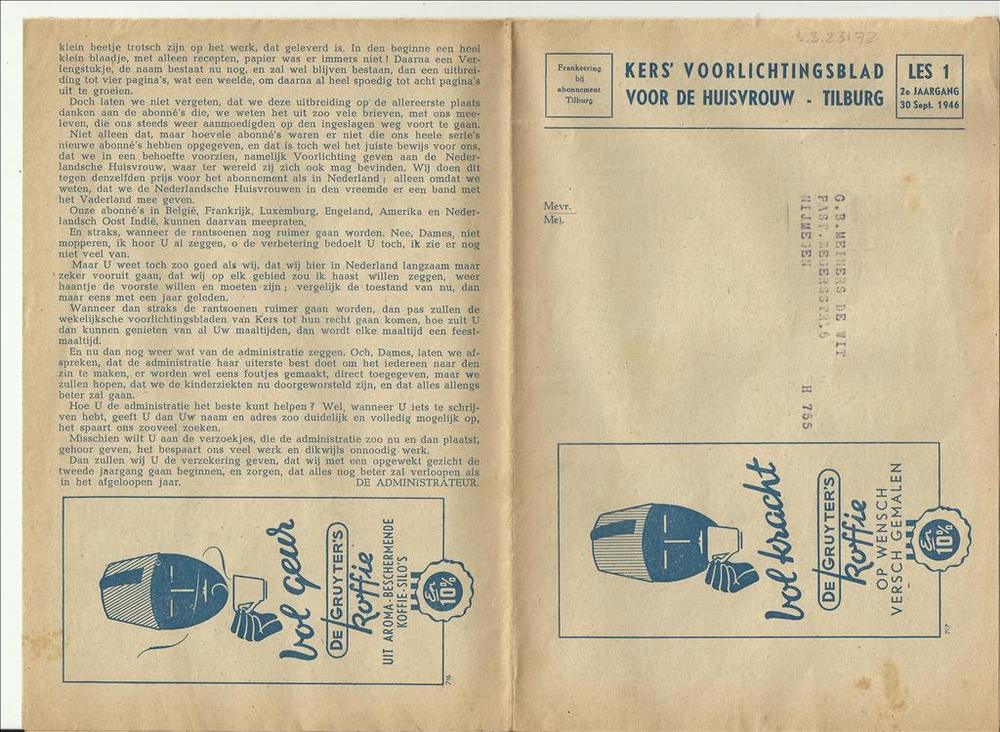 klein beetje trotsch zijn op het werk, dat geleverd is. In den beginne een heel
klein blaadje, met alleen recepten, papier was er immers niet! Daarna een Ver-
lengstukje, de naam bestaat nu nog, en zal wel blijven bestaan, dan een uitbrei-
ding tot vier pagina's, wat een weelde, om daarna al heel spoedig tot acht pagina's
uit te groeien.
Doch laten we niet vergeten, dat we deze uitbreiding op de allereerste plaats
danken aan de abonné's die, we weten het uit zoo vele brieven, met ons mee-
leven, die ons steeds weer aanmoedigden op den ingeslagen weg voort te gaan.
Niet alleen dat, maar hoevele abonné's waren er niet die ons heele serie's
nieuwe abonné's hebben opgegeven, en dat is toch wel het juiste bewijs voor ons,
dat we in een behoefte voorzien, namelijk Voorlichting geven aan de Neder-
landsche Huisvrouw, waar ter wereld zij zich ook mag bevinden. Wij doen dit
tegen denzelfden prijs voor het abonnement als in Nederland; alleen omdat we
weten, dat we de Nederlandsche Huisvrouwen in den vreemde er een band met
het Vaderland mee geven.
Onze abonné's in België, Frankrijk, Luxemburg, Engeland, Amerika en Neder-
landsch Oost Indië, kunnen daarvan meepraten.
En straks, wanneer de rantsoenen nog ruimer gaan worden. Nee, Dames, niet
mopperen, ik hoor U al zeggen, o de verbetering bedoelt U toch, ik zie er nog
niet veel van.
Maar U weet toch zoo goed als wij, dat wij hier in Nederland langzaam maar
zeker vooruit gaan, dat wij op elk gebied zou ik haast willen zeggen, weer
haantje de voorste willen en moeten zijn; vergelijk de toestand van nu, dan
maar eens met een jaar geleden.
Wanneer dan straks de rantsoenen ruimer gaan worden, dan pas zullen de
wekelijksche voorlichtingsbladen van Kers tot hun recht gaan komen, hoe zult U
dan kunnen genieten van al Uw maaltijden, dan wordt elke maaltijd een feest-
maaltijd.
En nu dan nog weer wat van de administratie zeggen. Och, Dames, laten we af-
spreken, dat de administratie haar uiterste best doet om het iedereen naar den
zin te maken, er worden wel eens foutjes gemaakt, direct toegegeven, maar we
zullen hopen, dat we de kinderziekten nu doorgeworsteld zijn, en dat alles allengs
beter zal gaan.
Hoe U de administratie het beste kunt helpen? Wel, wanneer U iets te schrij-
ven hebt, geeft U dan Uw naam en adres zoo duidelijk en volledig mogelijk op,
het spaart ons zooveel zoeken.
Misschien wilt U aan de verzoekjes, die de administratie zoo nu en dan plaatst,
gehoor geven, het bespaart ons veel werk en dikwijls onnoodig werk.
Dan zullen wij U de verzekering geven, dat wij met een opgewekt gezicht de
tweede jaargang gaan beginnen, en zorgen, dat alles nog beter zal verloopen als
in het afgeloopen jaar. DE ADMINISTRATEUR.
vol geur
DE GRUYTER'S
koffie
UIT AROMA-BESCHERMENDE
KOFFIE-SILO'S
En
10%
716
S.3.23172
Frankeering
bij
abonnement
Tilburg
KERS' VOORLICHTINGSBLAD
VOOR DE HUISVROUW - TILBURG
LES 1
2e JAARGANG
30 Sept. 1946
Mevr.
Mej.
G.B. MEINERS DE WIT
PAST. ZEGERSSTR. 6
NIJMEGEN
H 755
vol kracht
DE GRUYTER'S
koffie
OP WENSCH
VERSCH GEMALEN
En
10%
717